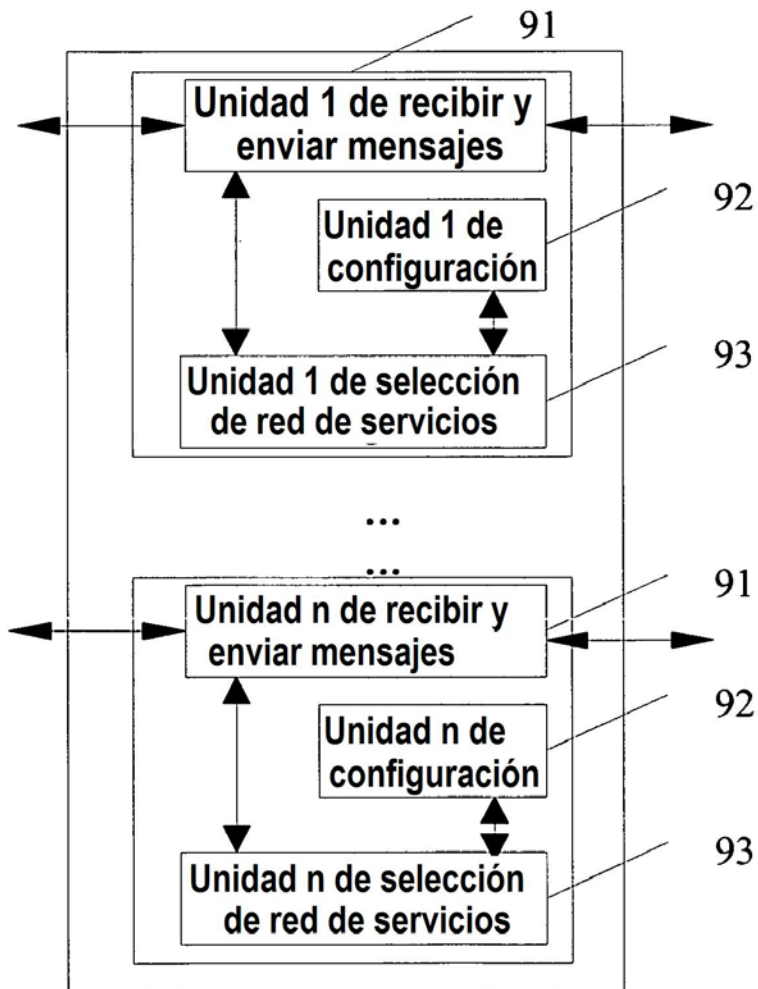 91
Unidad 1 de recibir y
enviar mensajes
92
Unidad 1 de
configuración
93
Unidad 1 de selección
de red de servicios
...
...
91
Unidad n de recibir y
enviar mensajes
92
Unidad n de
configuración
93
Unidad n de selección
de red de servicios